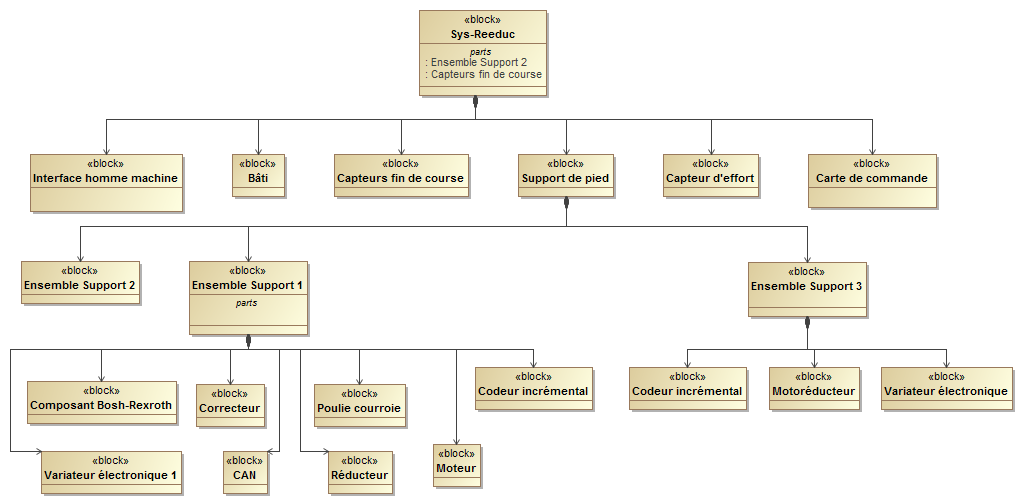 «block»
Sys-Reeduc
parts
: Ensemble Support 2
: Capteurs fin de course
«block»
Interface homme machine
«block»
Bâti
«block»
Capteurs fin de course
«block»
Support de pied
«block»
Capteur d'effort
«block»
Carte de commande
«block»
Ensemble Support 2
«block»
Ensemble Support 1
parts
«block»
Ensemble Support 3
«block»
Composant Bosh-Rexroth
«block»
Correcteur
«block»
Poulie courroie
«block»
Codeur incrémental
«block»
Codeur incrémental
«block»
Motoréducteur
«block»
Variateur électronique
«block»
Variateur électronique 1
«block»
CAN
«block»
Réducteur
«block»
Moteur